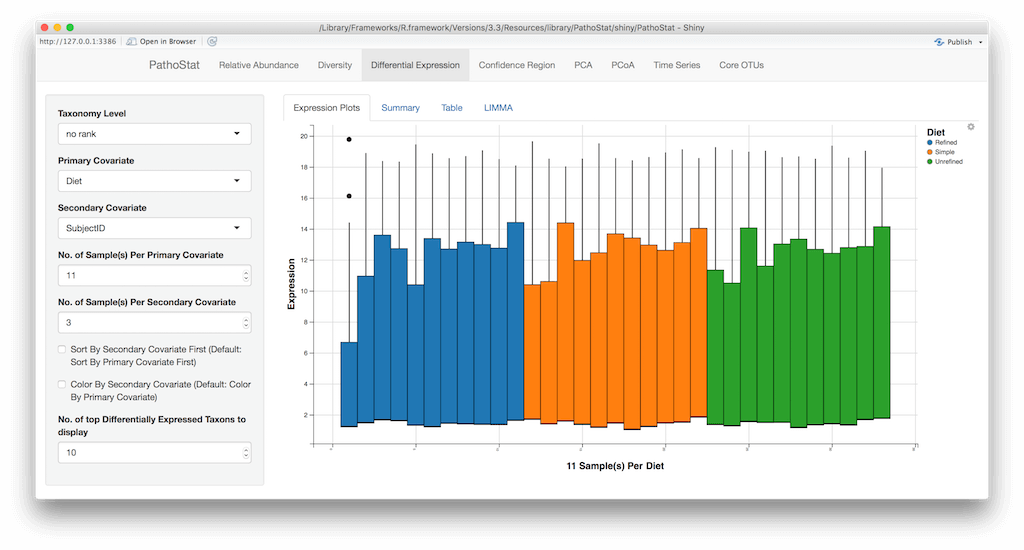 /Library/Frameworks/R.framework/Versions/3.3/Resources/library/PathoStat/shiny/PathoStat - Shiny
http://127.0.0.1:3386 Open in Browser Publish
PathoStat Relative Abundance Diversity Differential Expression Confidence Region PCA PCoA Time Series Core OTUs
Taxonomy Level
no rank
Primary Covariate
Diet
Secondary Covariate
SubjectID
No. of Sample(s) Per Primary Covariate
11
No. of Sample(s) Per Secondary Covariate
3
Sort By Secondary Covariate First (Default:
Sort By Primary Covariate First)
Color By Secondary Covariate (Default: Color
By Primary Covariate)
No. of top Differentially Expressed Taxons to
display
10
Expression Plots Summary Table LIMMA
20
18
16
14
12
10
8
6
4
2
Expression
11 Sample(s) Per Diet
Diet
Refined
Simple
Unrefined